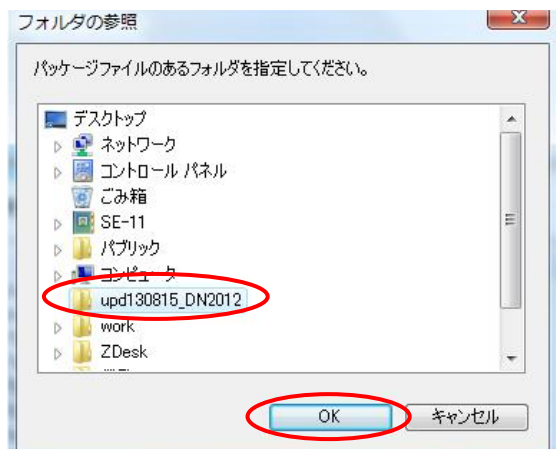 フォルダの参照
パッケージファイルのあるフォルダを指定してください。
デスクトップ
ネットワーク
コントロール パネル
ごみ箱
SE-11
パブリック
コンピュータ
upd130815_DN2012
work
ZDesk
OK キャンセル